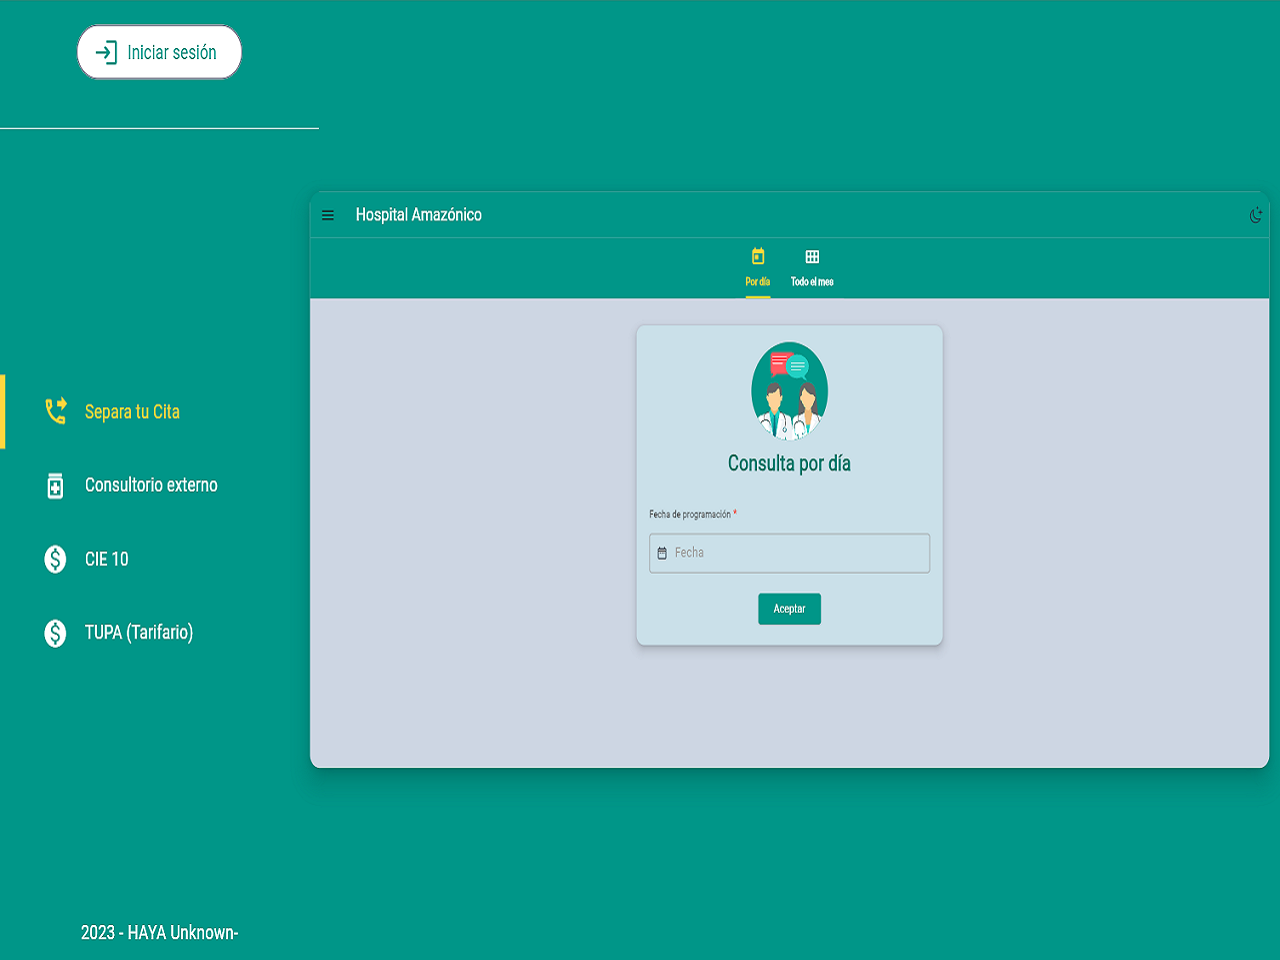 Iniciar sesión
Hospital Amazónico
Por día
Todo el mes
Separa tu Cita
Consultorio externo
CIE 10
TUPA (Tarifario)
Consulta por día
Fecha de programación *
Fecha
Aceptar
2023 - HAYA Unknown-